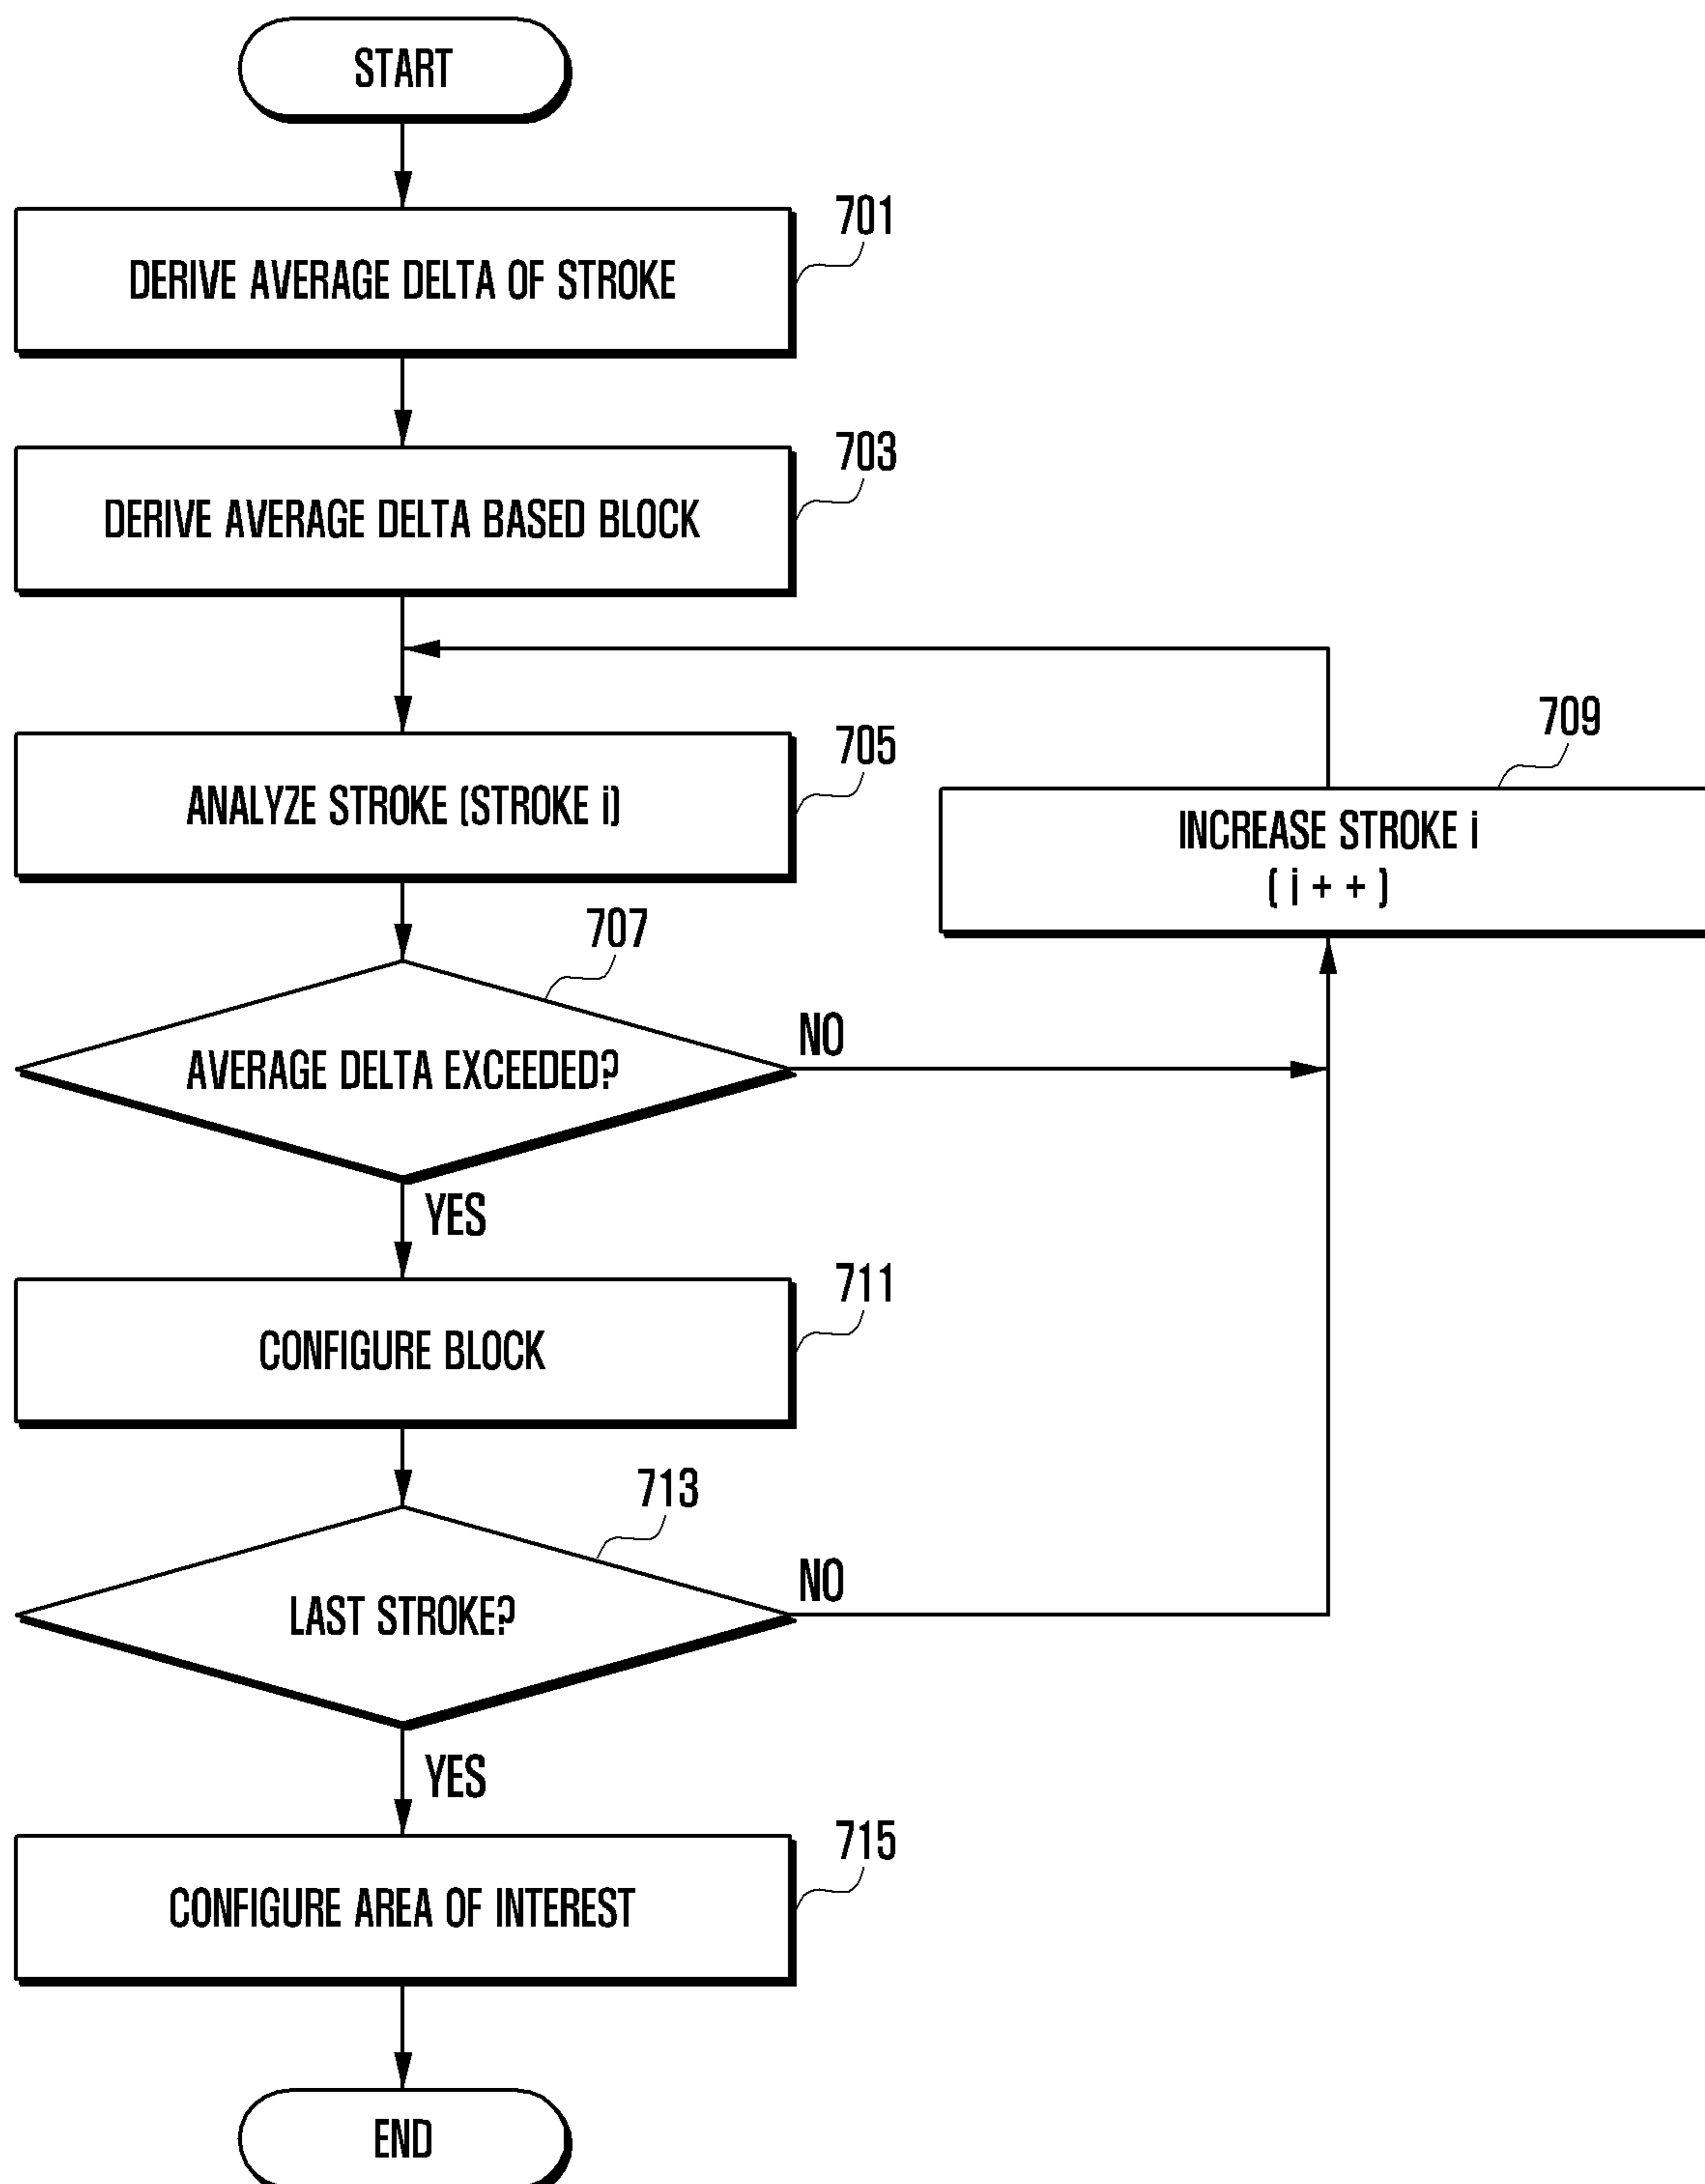 START
701
DERIVE AVERAGE DELTA OF STROKE
703
DERIVE AVERAGE DELTA BASED BLOCK
705
ANALYZE STROKE (STROKE i)
709
INCREASE STROKE i
( i + + )
707
AVERAGE DELTA EXCEEDED?
NO
YES
711
CONFIGURE BLOCK
713
LAST STROKE?
NO
YES
715
CONFIGURE AREA OF INTEREST
END